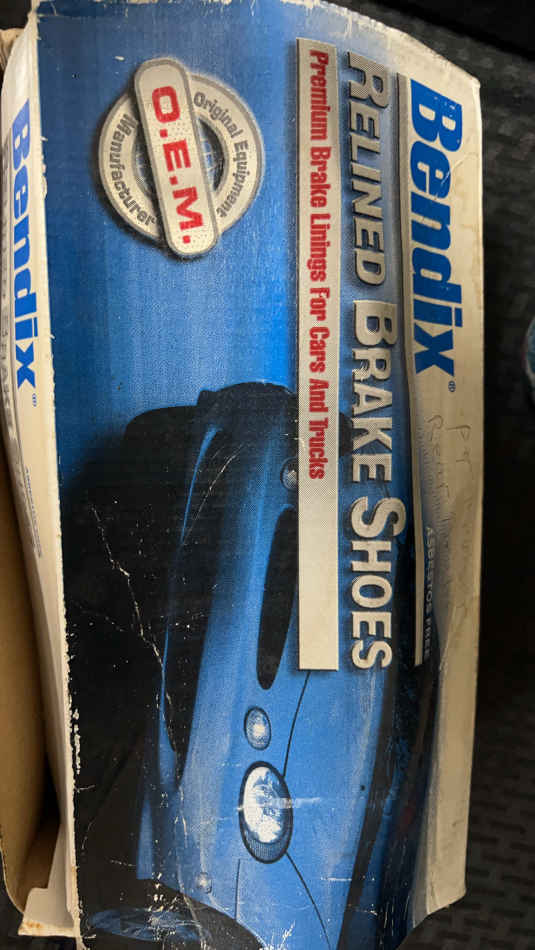 Bendix®
ASBESTOS FREE
RELINED BRAKE SHOES
Premium Brake Linings For Cars And Trucks
Original Equipment
O.E.M.
Manufacturer
Bendix®